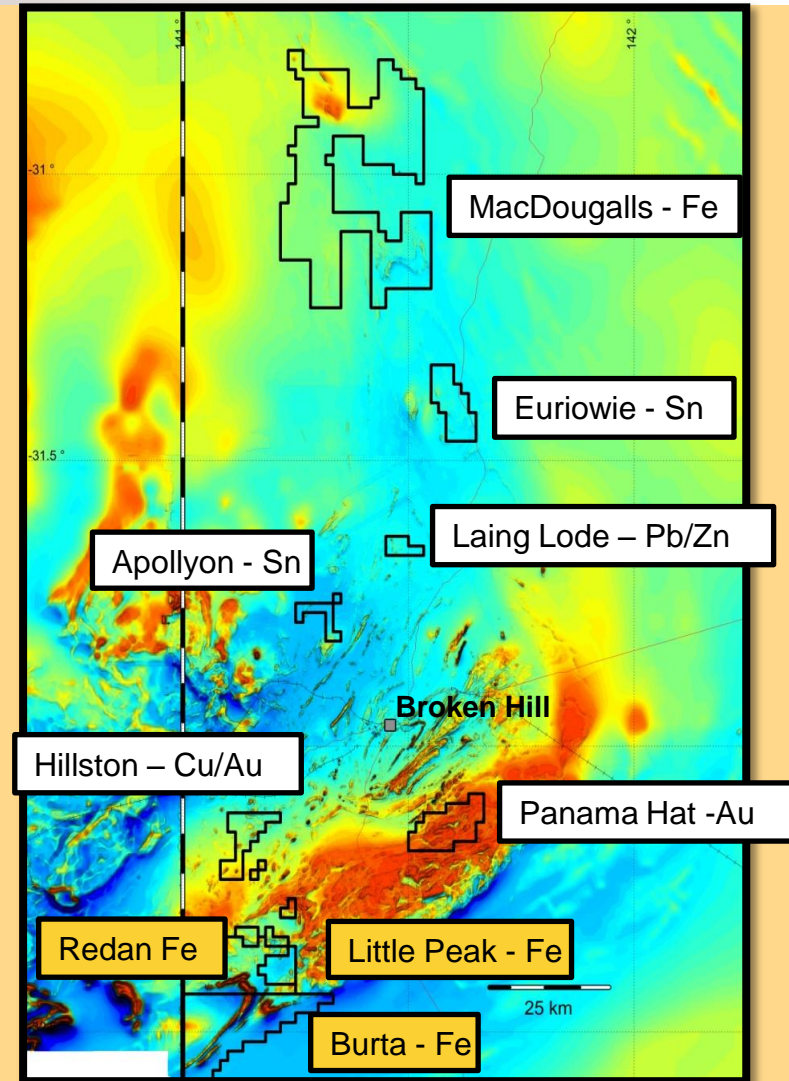 141°
142°
-31°
MacDougalls - Fe
Euriowie - Sn
-31.5°
Laing Lode – Pb/Zn
Apollyon - Sn
Broken Hill
Hillston – Cu/Au
Panama Hat -Au
Redan Fe
Little Peak - Fe
25 km
Burta - Fe